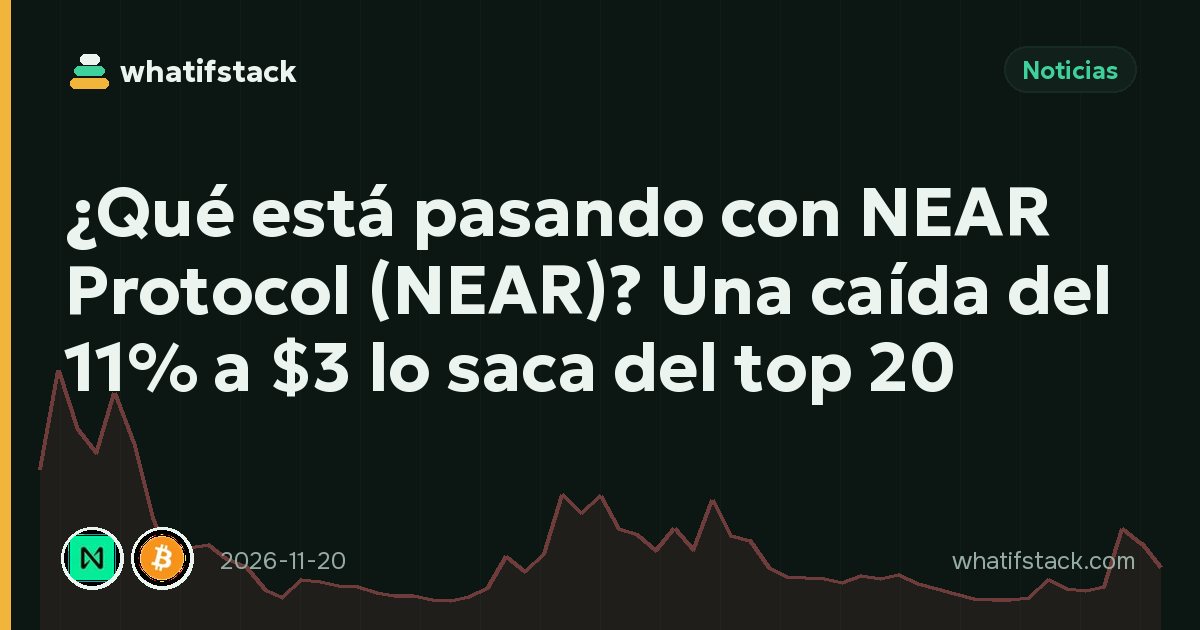 whatifstack
Noticias
¿Qué está pasando con NEAR
Protocol (NEAR)? Una caída del
11% a $3 lo saca del top 20
2026-11-20
whatifstack.com